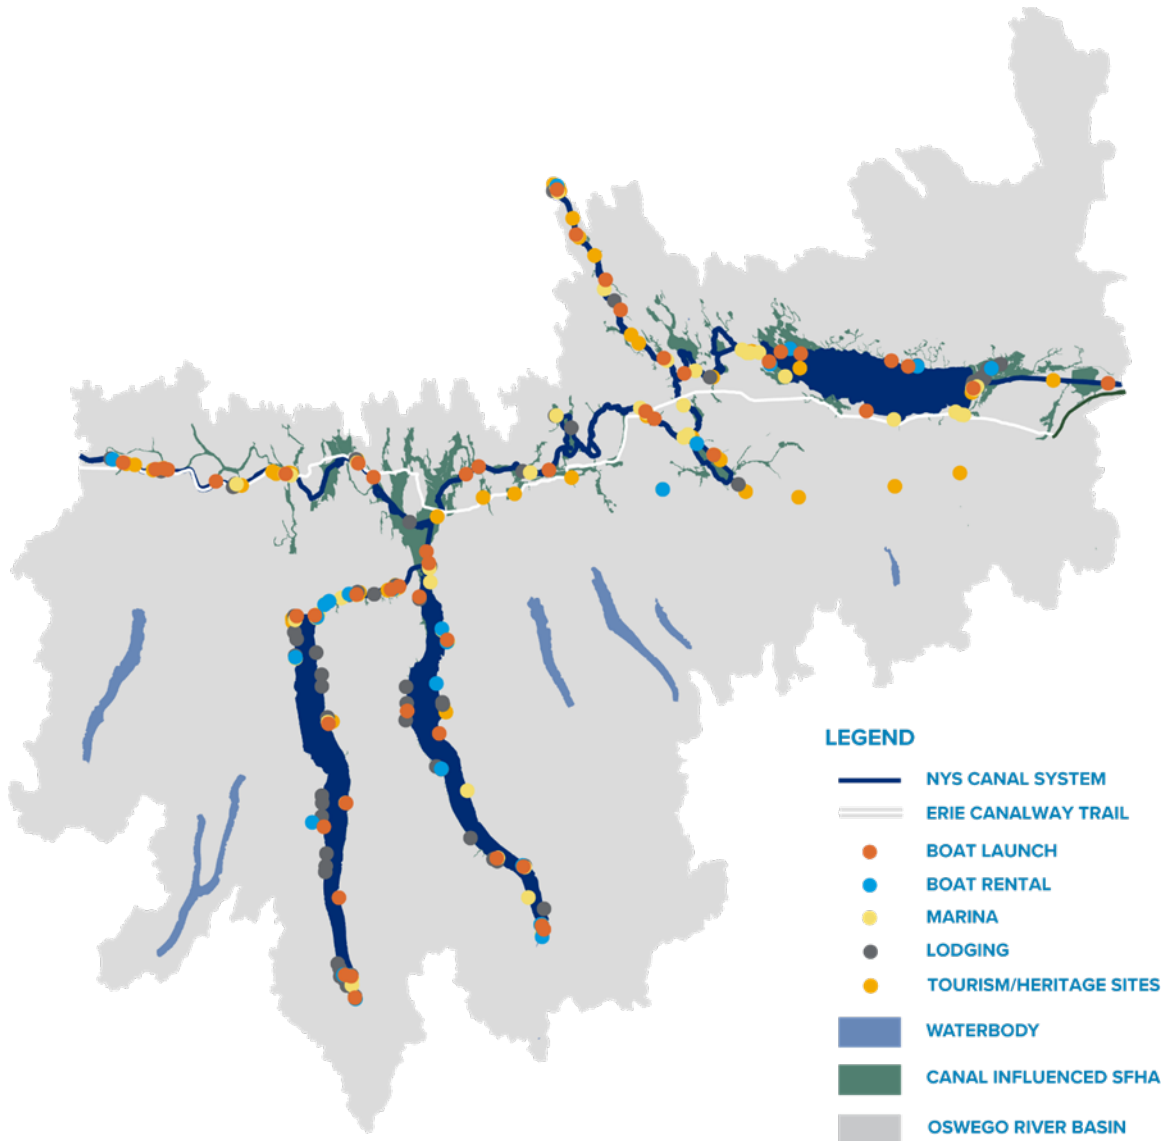 LEGEND
NYS CANAL SYSTEM
ERIE CANALWAY TRAIL
BOAT LAUNCH
BOAT RENTAL
MARINA
LODGING
TOURISM/HERITAGE SITES
WATERBODY
CANAL INFLUENCED SFHA
OSWEGO RIVER BASIN